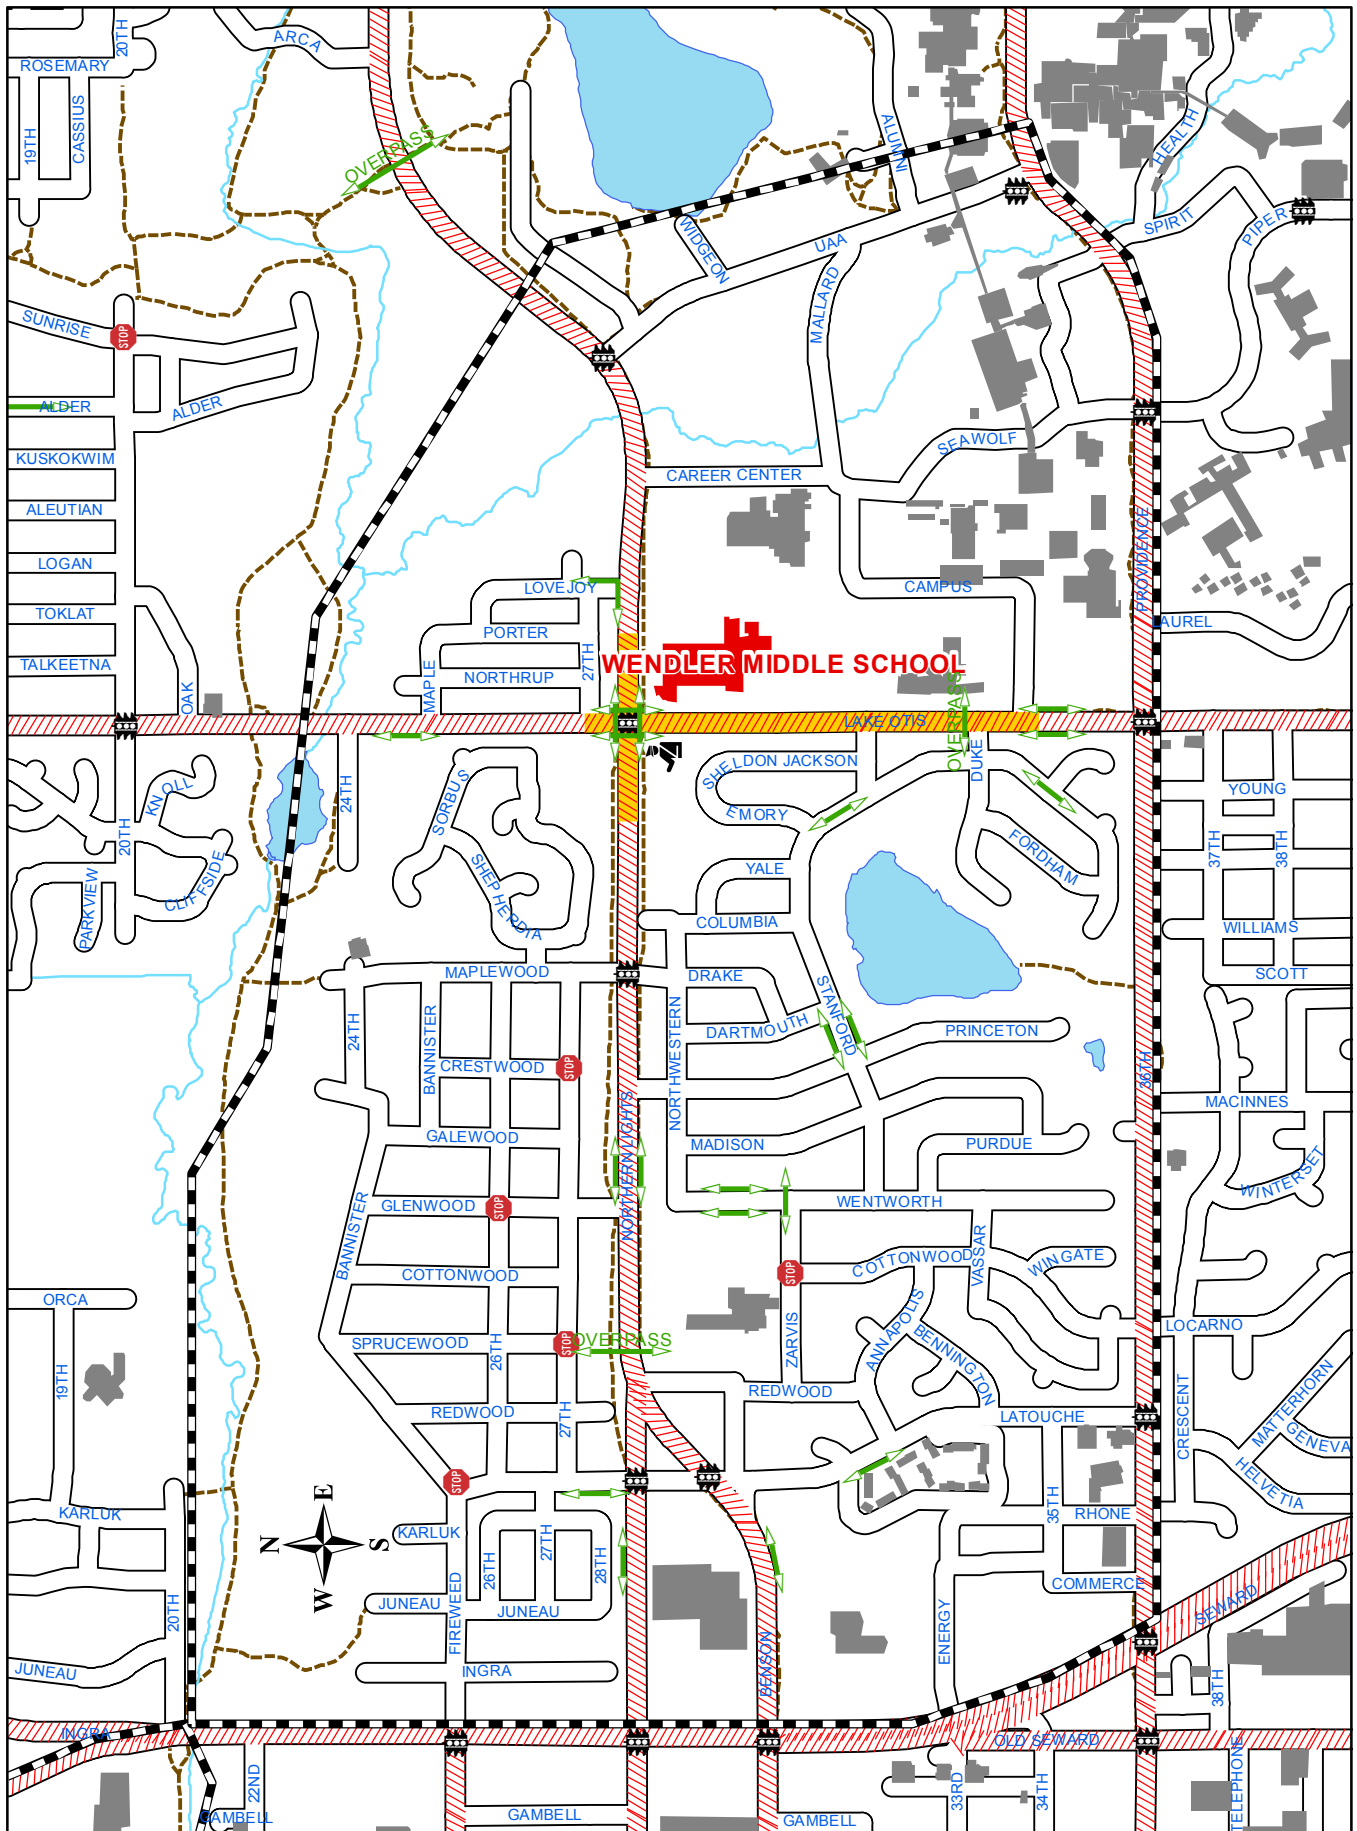 20TH
ARCA
ROSEMARY
19TH
CASSIUS
OVERPASS
ALUMNI
HEALTH
SPIRIT
PIPER
WIDGEON
UAA
MALLARD
SUNRISE
STOP
ALDER
ALDER
KUSKOKWIM
SEAWOLF
CAREER CENTER
ALEUTIAN
PROVIDENCE
LOGAN
LOVEJOY
CAMPUS
TOKLAT
PORTER
LAUREL
TALKEETNA
27TH
WENDLER MIDDLE SCHOOL
NORTHRUP
MAPLE
OAK
OVERPASS
LAKE OTIS
DUKE
SHELDON JACKSON
24TH
KNOLL
SORBUS
YOUNG
EMORY
20TH
37TH
38TH
FORDHAM
YALE
CLIFFSIDE
SHEPHERDIA
PARKVIEW
COLUMBIA
WILLIAMS
MAPLEWOOD
DRAKE
SCOTT
STANFORD
24TH
BANNISTER
NORTHWESTERN
DARTMOUTH
PRINCETON
CRESTWOOD
STOP
36TH
MACINNES
GALEWOOD
MADISON
PURDUE
NORTHERN LIGHTS
WINTERSET
GLENWOOD
STOP
WENTWORTH
BANNISTER
VASSAR
COTTONWOOD
STOP
COTTONWOOD
WINGATE
ORCA
ANNAPOLIS
LOCARNO
SPRUCEWOOD
STOP
OVERPASS
26TH
ZARVIS
BENNINGTON
19TH
REDWOOD
MATTERHORN
CRESCENT
REDWOOD
27TH
LATOUCHE
GENEVA
HELVETIA
STOP
KARLUK
E
N
S
W
KARLUK
35TH
RHONE
26TH
27TH
28TH
COMMERCE
20TH
JUNEAU
JUNEAU
FIREWEED
SEWARD
ENERGY
JUNEAU
INGRA
BENSON
38TH
INGRA
OLD SEWARD
22ND
33RD
34TH
TELEPHONE
GAMBELL
GAMBELL
GAMBELL